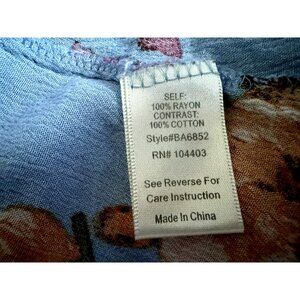 SELF:
100% RAYON
CONTRAST:
100% COTTON
Style#BA6852
RN# 104403
See Reverse For
Care Instruction
Made In China